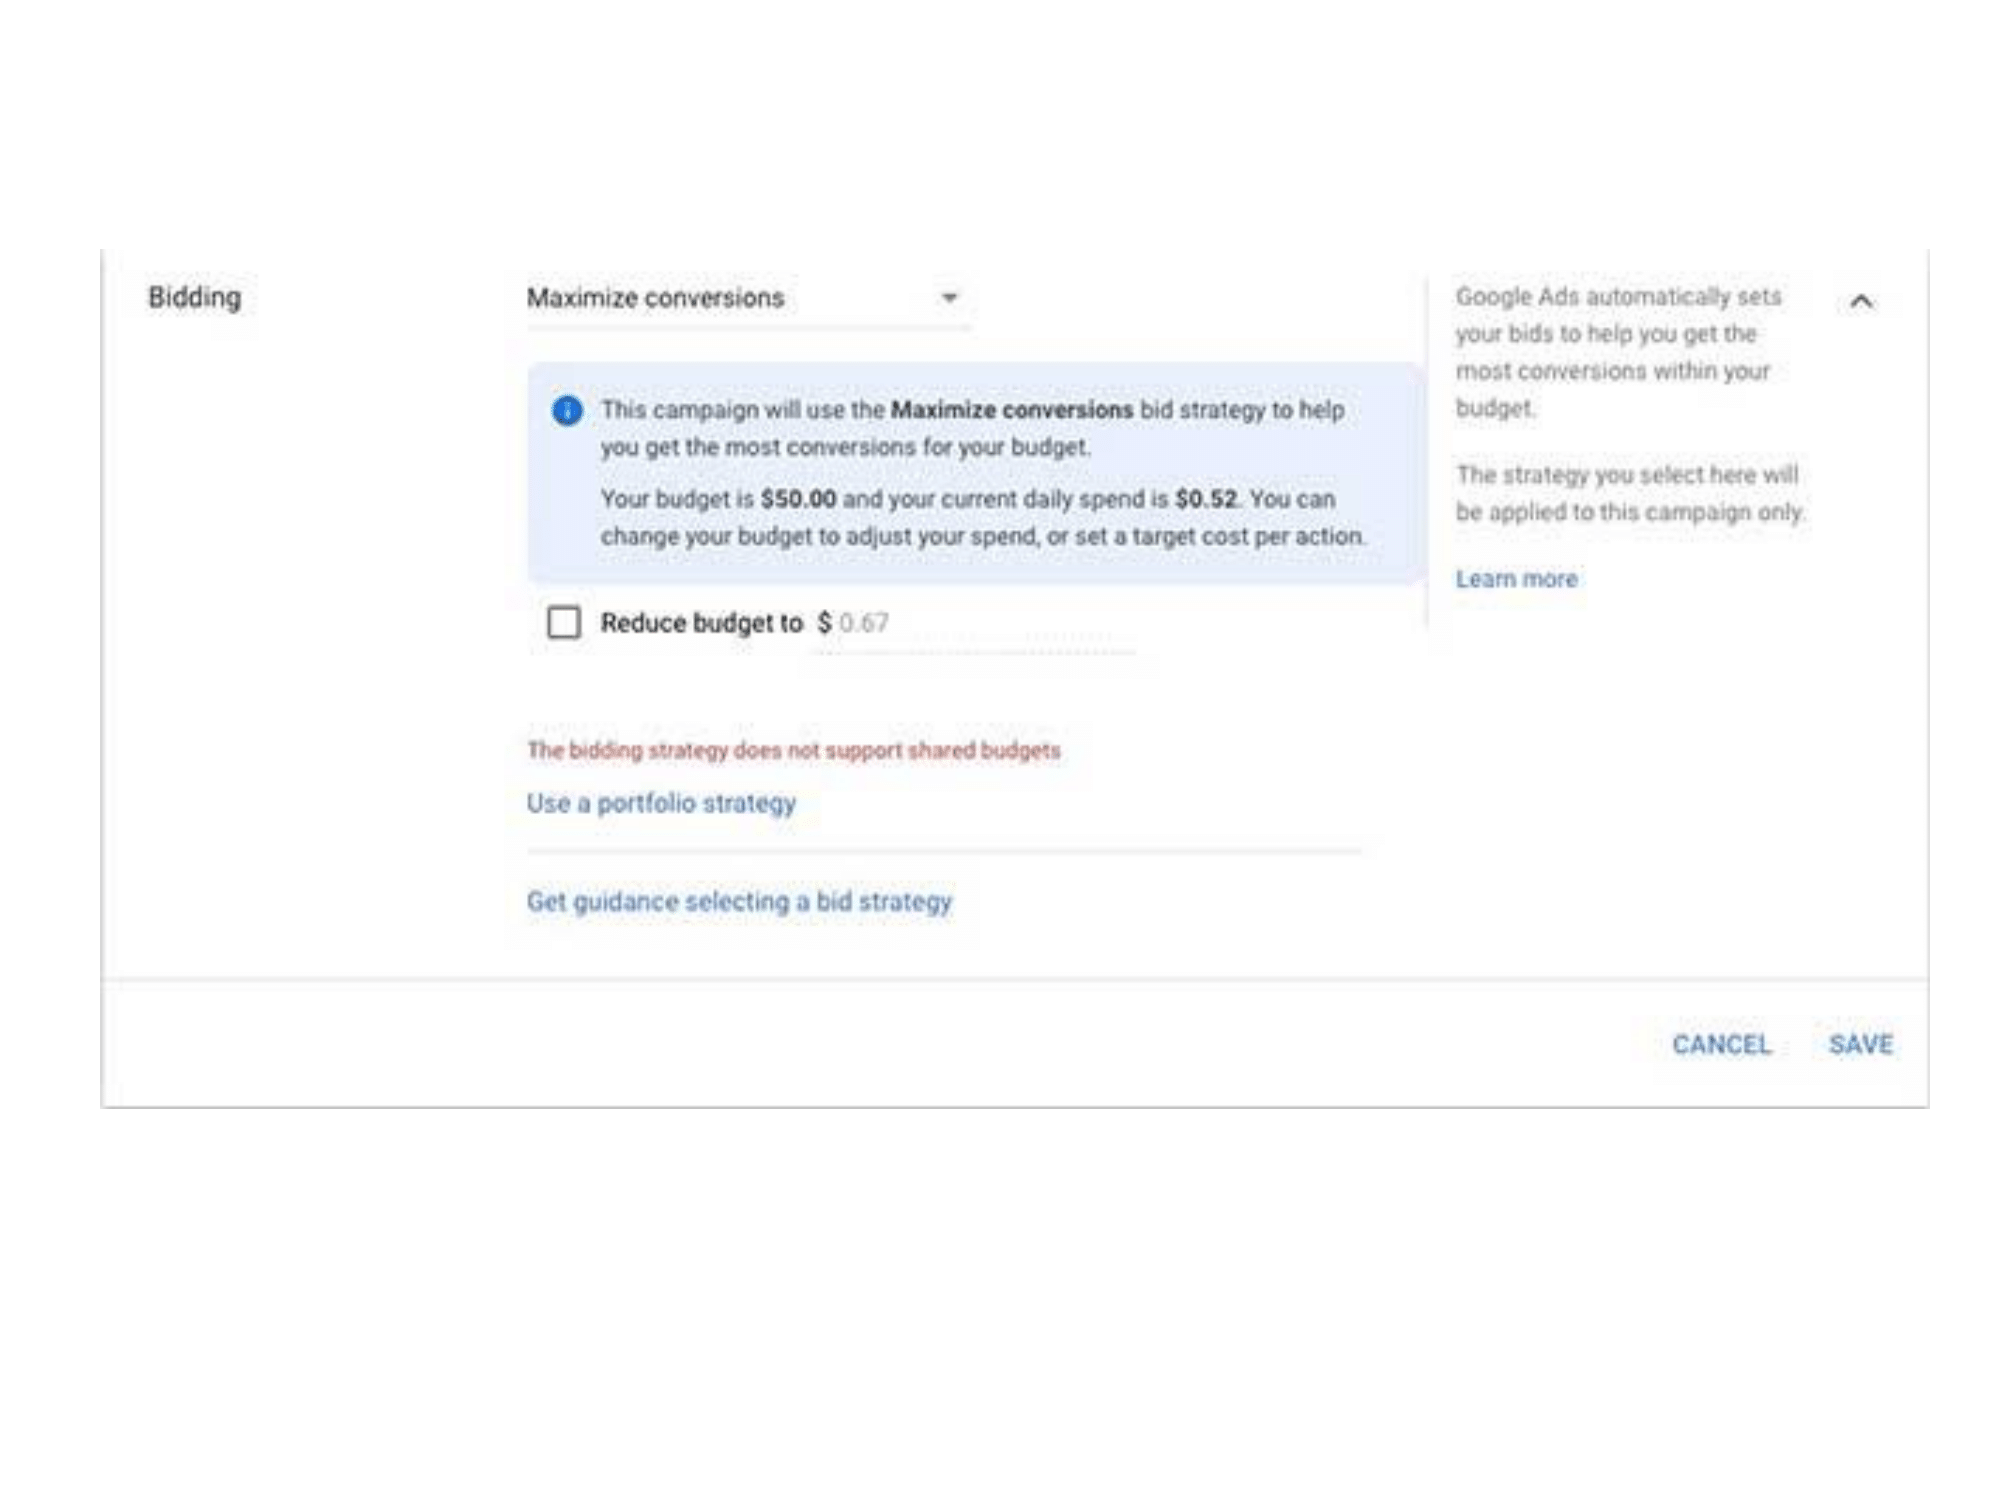 Bidding
Maximize conversions
This campaign will use the Maximize conversions bid strategy to help
you get the most conversions for your budget.
Your budget is $50.00 and your current daily spend is $0.52. You can
change your budget to adjust your spend, or set a target cost per action.
Reduce budget to $ 0.67
The bidding strategy does not support shared budgets
Use a portfolio strategy
Get guidance selecting a bid strategy
Google Ads automatically sets
your bids to help you get the
most conversions within your
budget.
The strategy you select here will
be applied to this campaign only.
Learn more
CANCEL SAVE